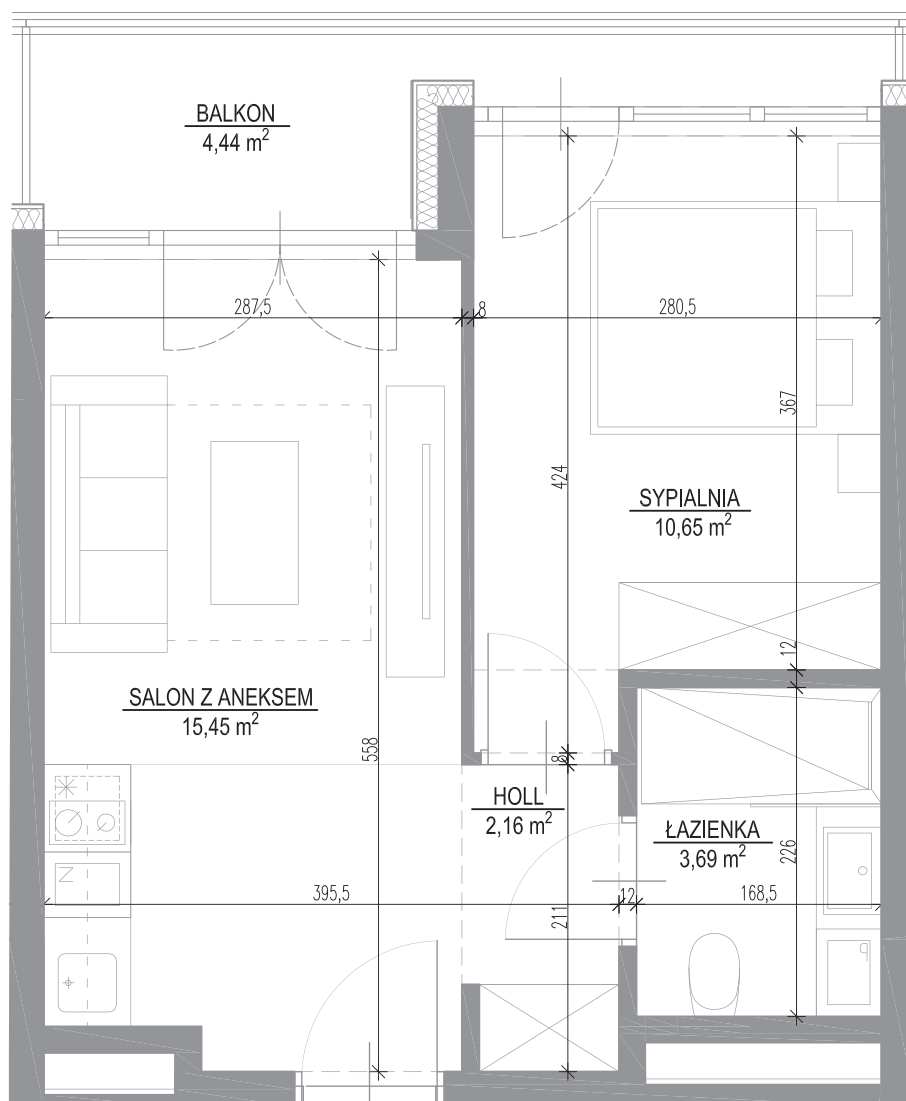 BALKON
4,44 m²
287,5
8
280,5
367
424
SYPIALNIA
10,65 m²
12
SALON Z ANEKSEM
15,45 m²
558
8
HOLL
2,16 m²
ŁAZIENKA
3,69 m²
226
395,5
12
168,5
211